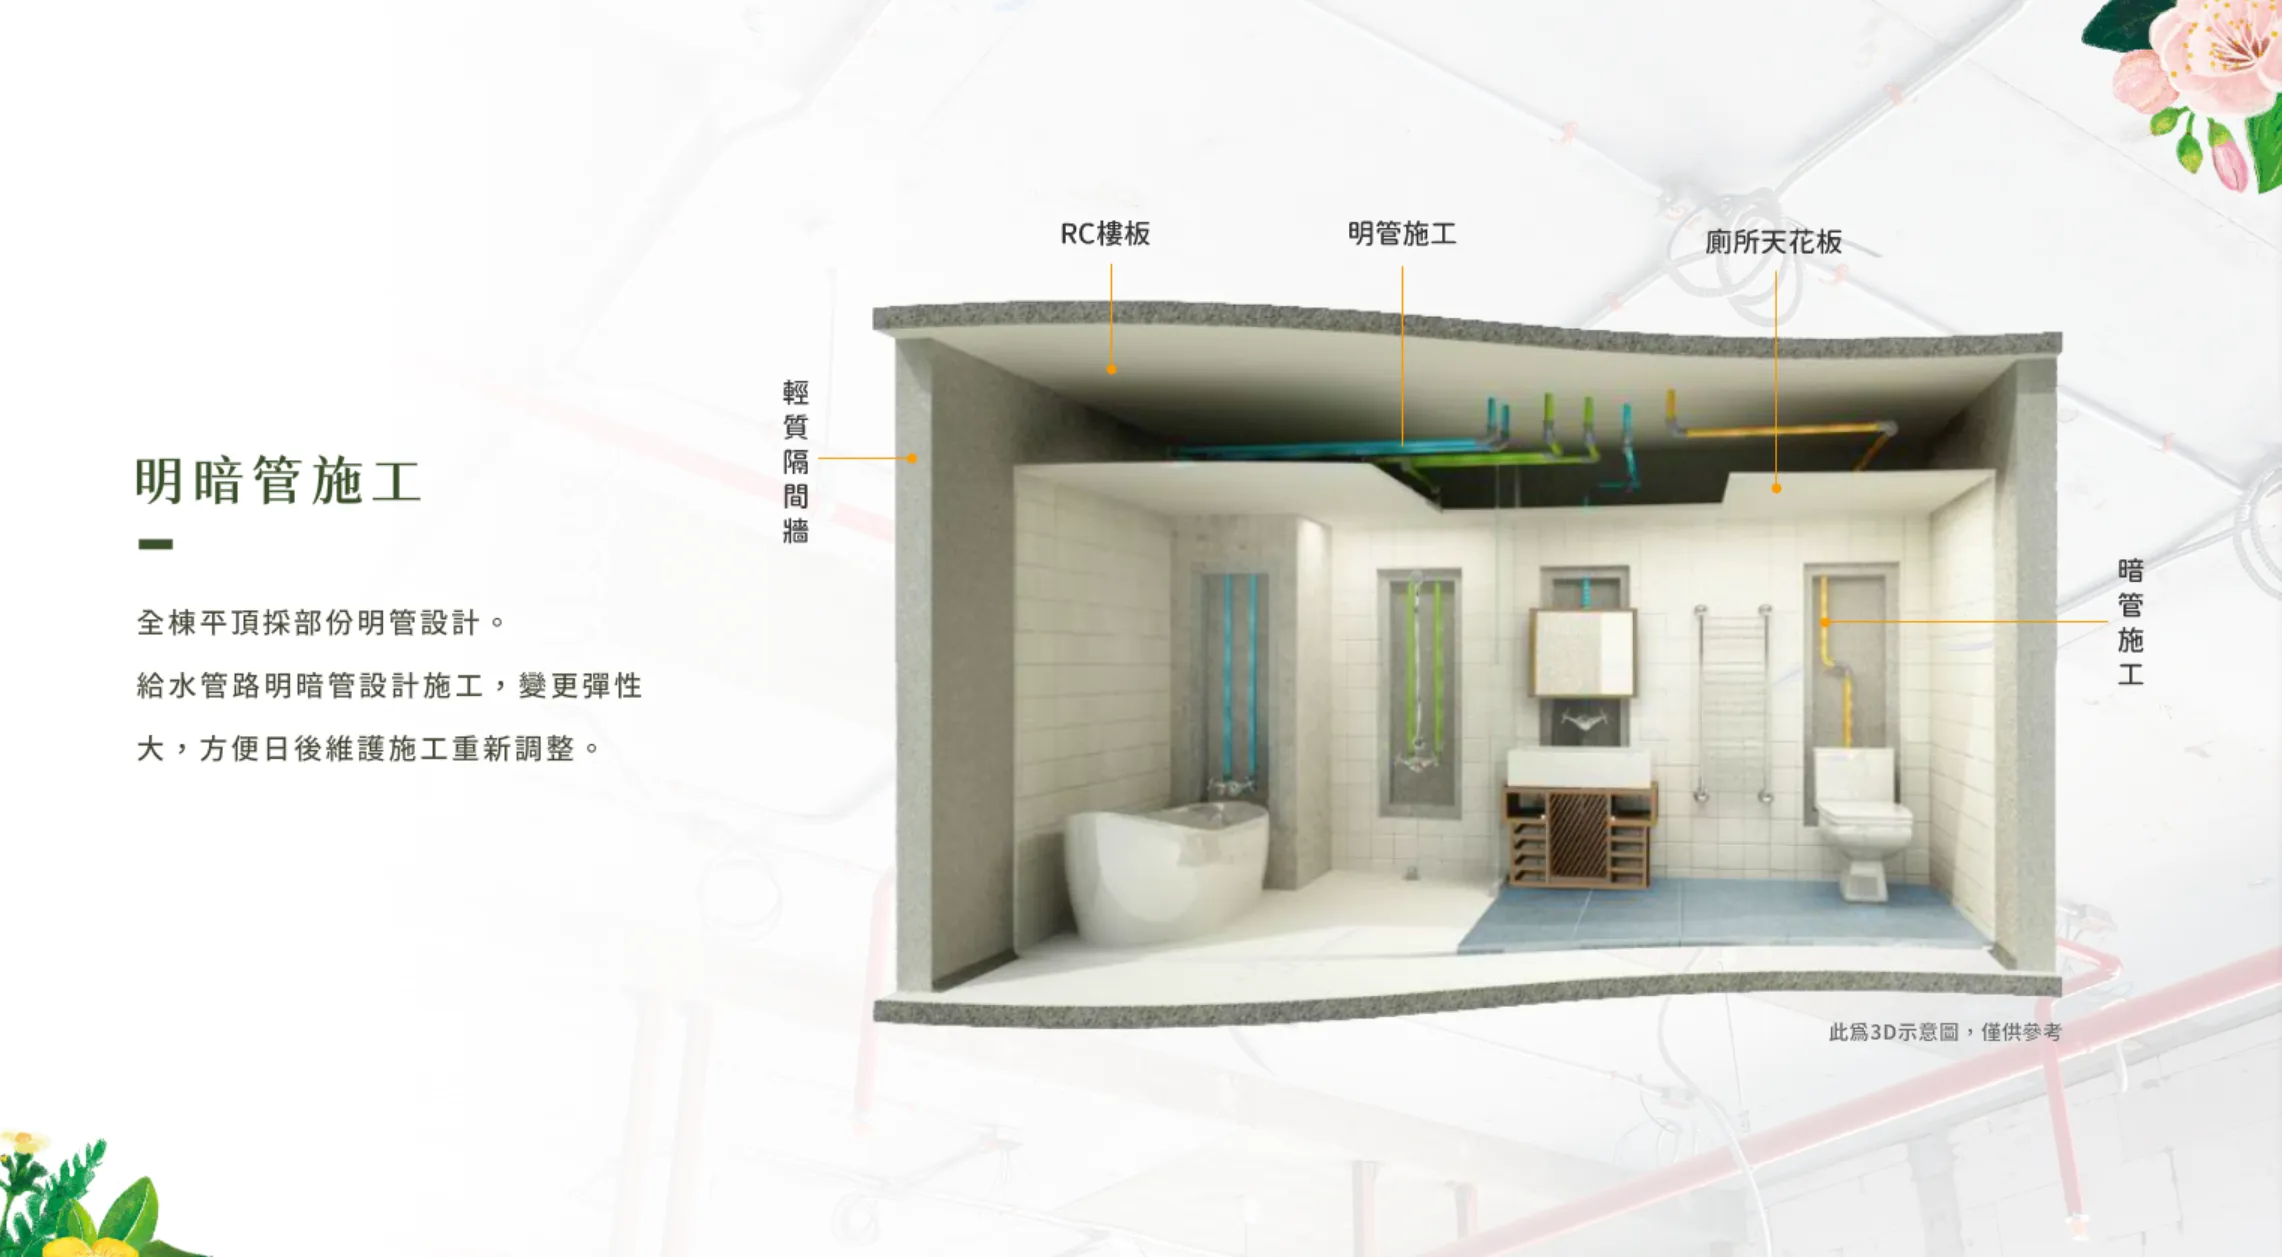 明暗管施工
全棟平頂採部份明管設計。
給水管路明暗管設計施工，變更彈性
大，方便日後維護施工重新調整。
RC樓板
明管施工
廁所天花板
輕質隔間牆
暗管施工
此為3D示意圖，僅供參考